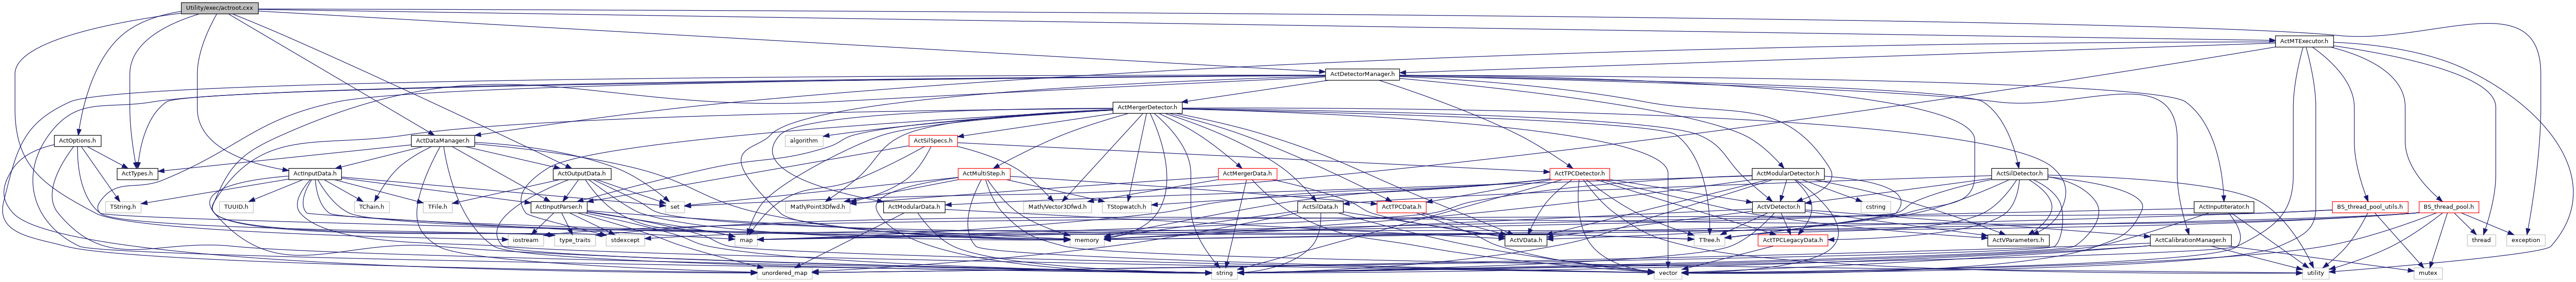 Utility/exec/actroot.cxx
ActMTExecutor.h
ActDetectorManager.h
ActMergerDetector.h
ActOptions.h
ActDataManager.h
algorithm
ActSilSpecs.h
ActTypes.h
ActInputData.h
ActOutputData.h
ActMultiStep.h
ActMergerData.h
ActTPCDetector.h
ActModularDetector.h
ActSilDetector.h
TString.h
TUUID.h
TChain.h
TFile.h
ActInputParser.h
set
Math/Point3Dfwd.h
ActModularData.h
Math/Vector3Dfwd.h
TStopwatch.h
ActSilData.h
ActTPCData.h
ActVDetector.h
cstring
ActInputIterator.h
BS_thread_pool_utils.h
BS_thread_pool.h
iostream
type_traits
stdexcept
map
memory
ActVData.h
TTree.h
ActTPCLegacyData.h
ActVParameters.h
ActCalibrationManager.h
thread
exception
unordered_map
string
vector
utility
mutex